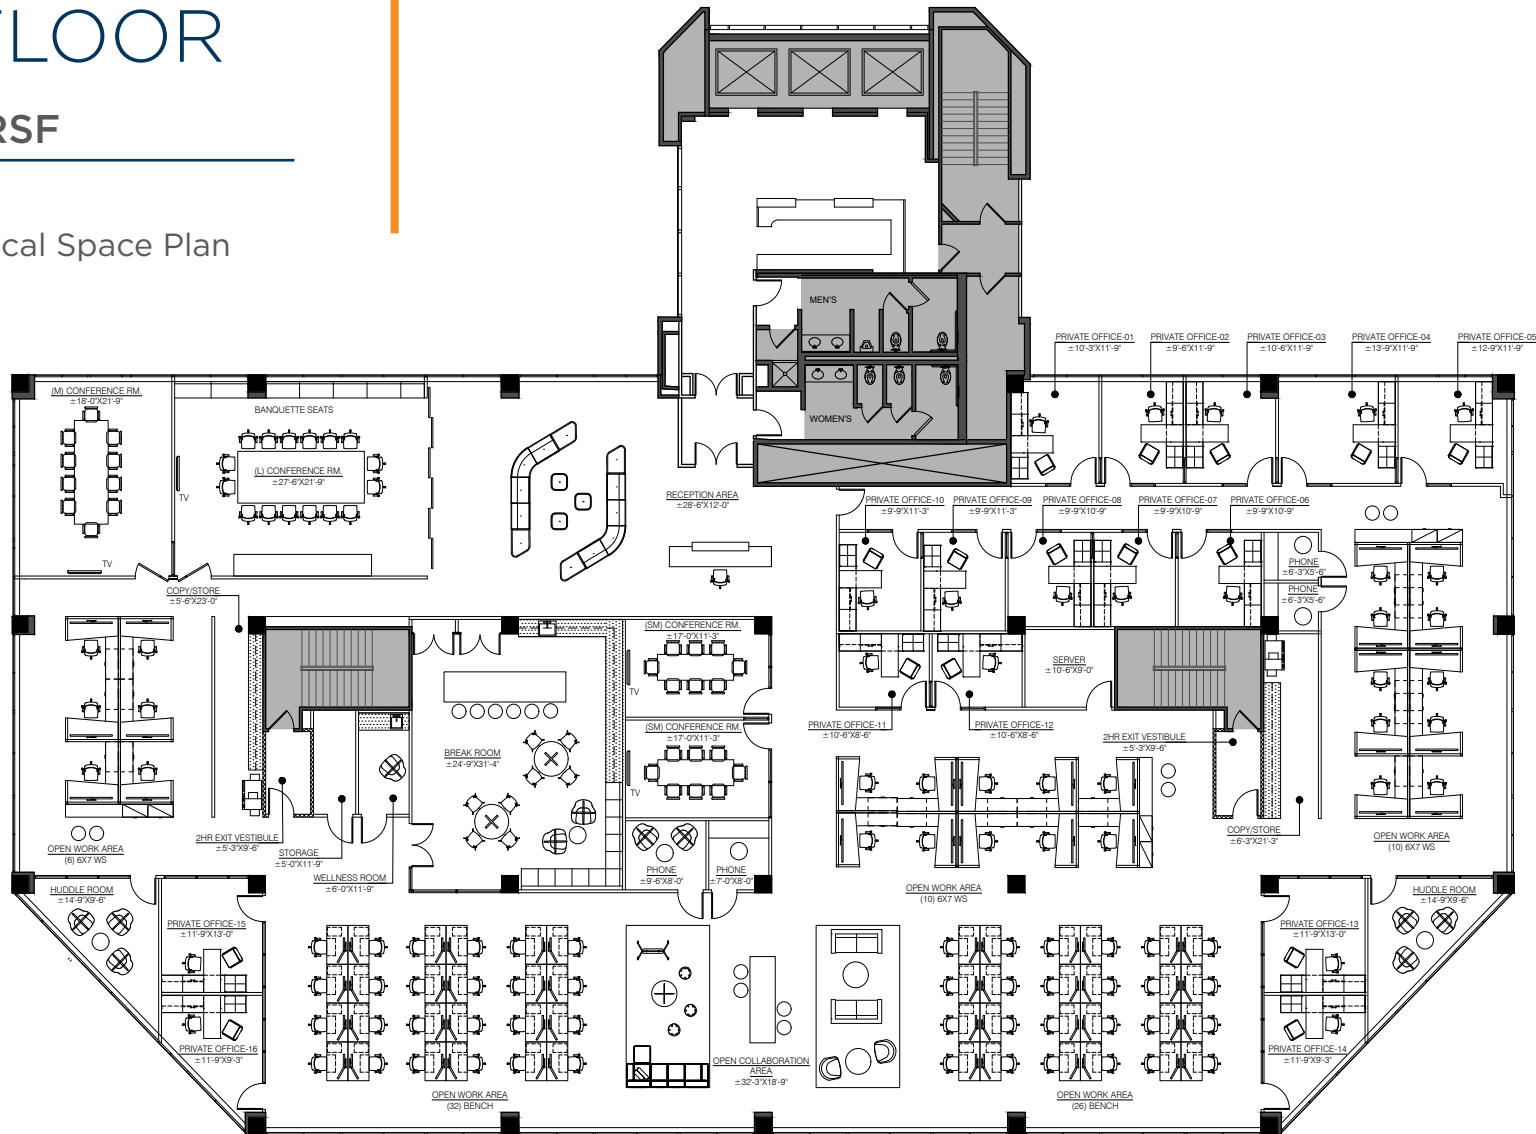 FLOOR
RSF
ical Space Plan
MEN'S
WOMEN'S
PRIVATE OFFICE-01
±10'-3"X11'-9"
PRIVATE OFFICE-02
±9'-6"X11'-9"
PRIVATE OFFICE-03
±10'-6"X11'-9"
PRIVATE OFFICE-04
±13'-9"X11'-9"
PRIVATE OFFICE-05
±12'-9"X11'-9"
(M) CONFERENCE RM.
±18'-0"X21'-9"
TV
BANQUETTE SEATS
(L) CONFERENCE RM.
±27'-6"X21'-9"
TV
RECEPTION AREA
±28'-6"X12'-0"
PRIVATE OFFICE-10
±9'-9"X11'-3"
PRIVATE OFFICE-09
±9'-9"X11'-3"
PRIVATE OFFICE-08
±9'-9"X10'-9"
PRIVATE OFFICE-07
±9'-9"X10'-9"
PRIVATE OFFICE-06
±9'-9"X10'-9"
PHONE
±6'-3"X5'-6"
PHONE
±6'-3"X5'-6"
COPY/STORE
±5'-6"X23'-0"
(SM) CONFERENCE RM.
±17'-0"X11'-3"
TV
(SM) CONFERENCE RM.
±17'-0"X11'-3"
TV
SERVER
±10'-6"X9'-0"
PRIVATE OFFICE-11
±10'-6"X8'-6"
PRIVATE OFFICE-12
±10'-6"X8'-6"
2HR EXIT VESTIBULE
±5'-3"X9'-6"
BREAK ROOM
±24'-9"X31'-4"
OPEN WORK AREA
(6) 6X7 WS
2HR EXIT VESTIBULE
±5'-3"X9'-6"
STORAGE
±5'-0"X11'-9"
WELLNESS ROOM
±6'-0"X11'-9"
PHONE
±9'-6"X8'-0"
PHONE
±7'-0"X8'-0"
COPY/STORE
±6'-3"X21'-3"
OPEN WORK AREA
(10) 6X7 WS
OPEN WORK AREA
(10) 6X7 WS
HUDDLE ROOM
±14'-9"X9'-6"
HUDDLE ROOM
±14'-9"X9'-6"
PRIVATE OFFICE-15
±11'-9"X13'-0"
PRIVATE OFFICE-13
±11'-9"X13'-0"
PRIVATE OFFICE-16
±11'-9"X9'-3"
PRIVATE OFFICE-14
±11'-9"X9'-3"
OPEN COLLABORATION
AREA
±32'-3"X18'-9"
OPEN WORK AREA
(32) BENCH
OPEN WORK AREA
(26) BENCH